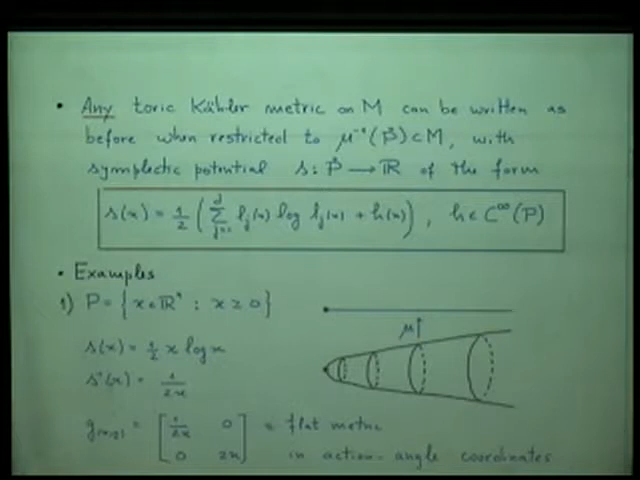 • Any toric Kähler metric on M can be written as
before when restricted to μ⁻¹(P̊) ⊂ M, with
symplectic potential s: P̊ → ℝ of the form
s(x) = 1/2 ( ∑_{j=1}^{d} l_j(x) log l_j(x) + h(x) ) , h ∈ C^∞(P)
• Examples
1) P = { x ∈ ℝ¹ : x ≥ 0 }
μ↑
s(x) = 1/2 x log x
s''(x) = 1/2x
g_(x,y) = [ 1/2x 0 ; 0 2x ] = flat metric
in action-angle coordinates